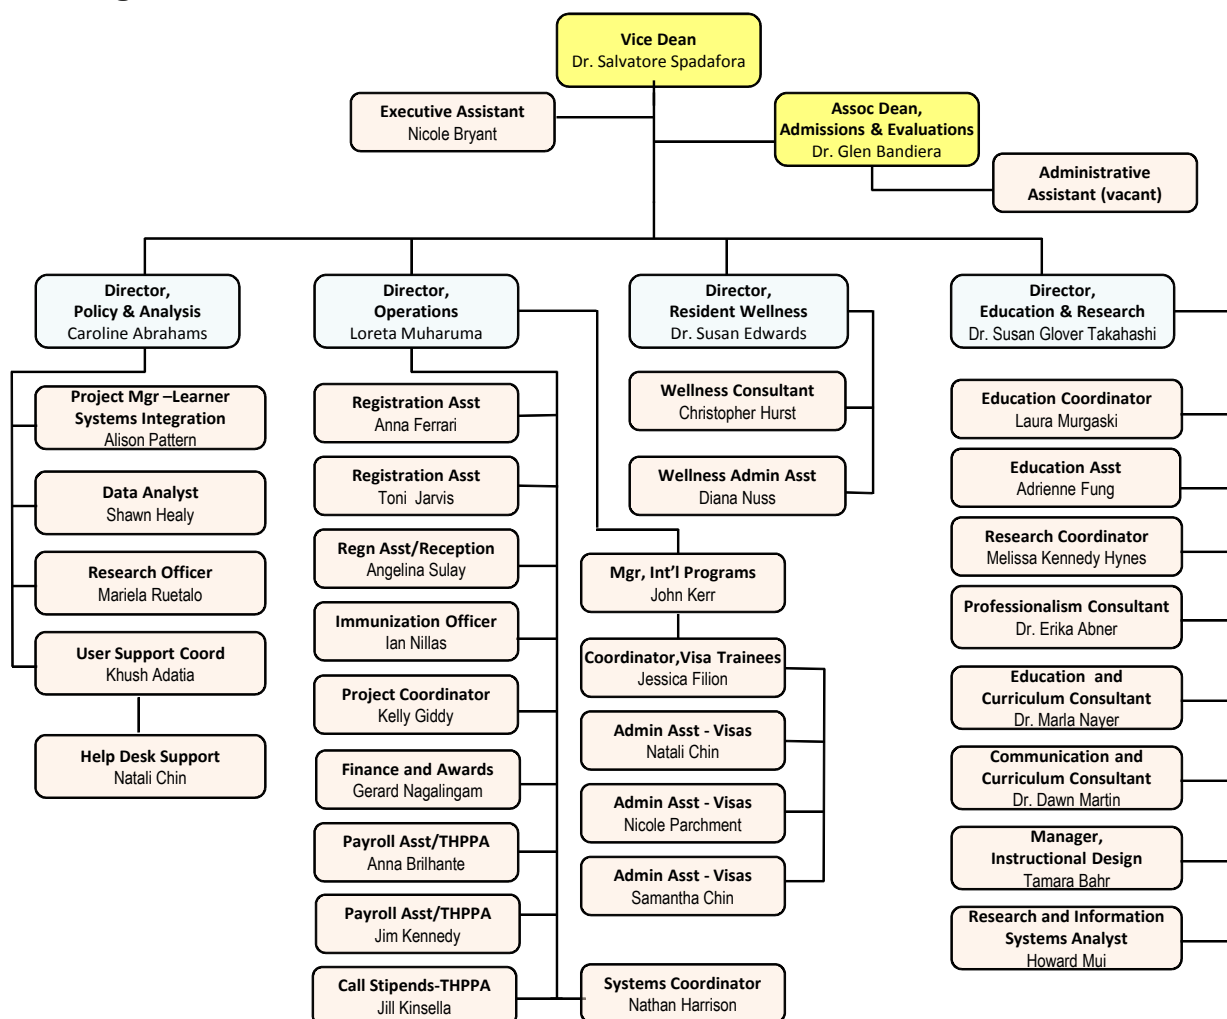 Vice Dean
Dr. Salvatore Spadafora
Executive Assistant
Nicole Bryant
Assoc Dean,
Admissions & Evaluations
Dr. Glen Bandiera
Administrative
Assistant (vacant)
Director,
Policy & Analysis
Caroline Abrahams
Director,
Operations
Loreta Muharuma
Director,
Resident Wellness
Dr. Susan Edwards
Director,
Education & Research
Dr. Susan Glover Takahashi
Project Mgr –Learner
Systems Integration
Alison Pattern
Data Analyst
Shawn Healy
Research Officer
Mariela Ruetalo
User Support Coord
Khush Adatia
Help Desk Support
Natali Chin
Registration Asst
Anna Ferrari
Registration Asst
Toni Jarvis
Regn Asst/Reception
Angelina Sulay
Immunization Officer
Ian Nillas
Project Coordinator
Kelly Giddy
Finance and Awards
Gerard Nagalingam
Payroll Asst/THPPA
Anna Brilhante
Payroll Asst/THPPA
Jim Kennedy
Call Stipends-THPPA
Jill Kinsella
Systems Coordinator
Nathan Harrison
Wellness Consultant
Christopher Hurst
Wellness Admin Asst
Diana Nuss
Mgr, Int’l Programs
John Kerr
Coordinator,Visa Trainees
Jessica Filion
Admin Asst - Visas
Natali Chin
Admin Asst - Visas
Nicole Parchment
Admin Asst - Visas
Samantha Chin
Education Coordinator
Laura Murgaski
Education Asst
Adrienne Fung
Research Coordinator
Melissa Kennedy Hynes
Professionalism Consultant
Dr. Erika Abner
Education and
Curriculum Consultant
Dr. Marla Nayer
Communication and
Curriculum Consultant
Dr. Dawn Martin
Manager,
Instructional Design
Tamara Bahr
Research and Information
Systems Analyst
Howard Mui